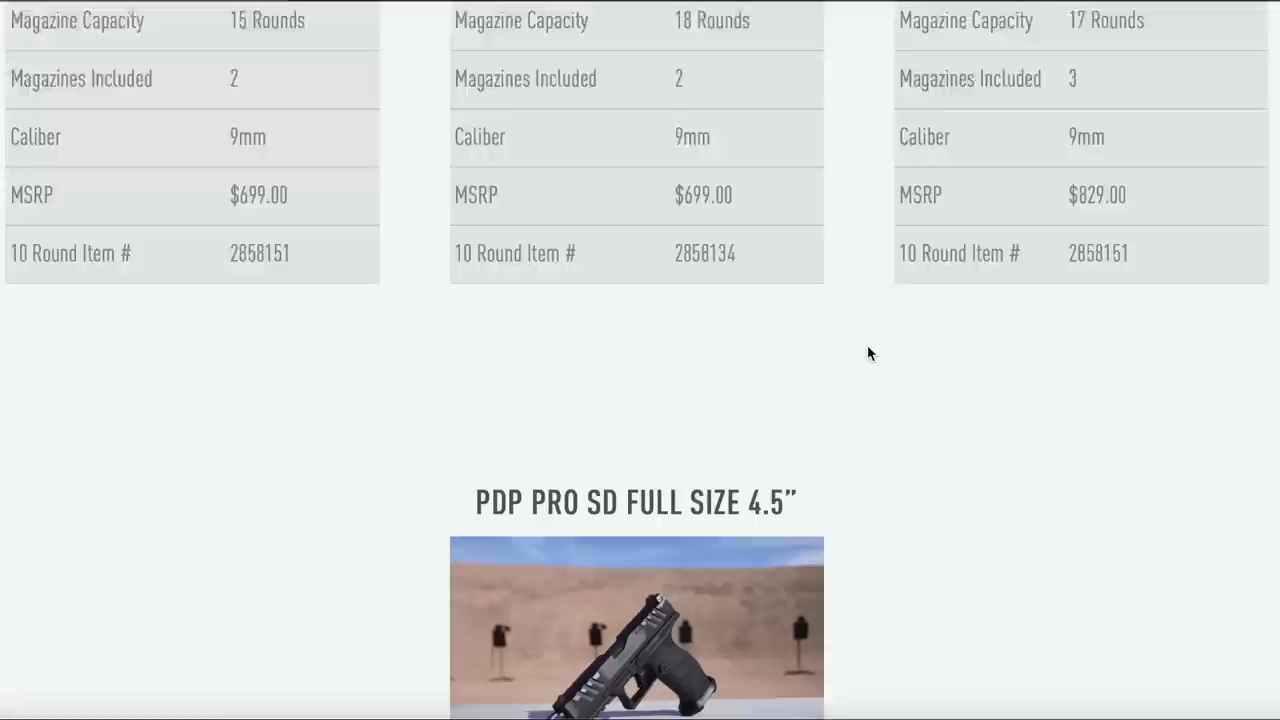 Magazine Capacity 15 Rounds
Magazines Included 2
Caliber 9mm
MSRP $699.00
10 Round Item # 2858151
Magazine Capacity 18 Rounds
Magazines Included 2
Caliber 9mm
MSRP $699.00
10 Round Item # 2858134
Magazine Capacity 17 Rounds
Magazines Included 3
Caliber 9mm
MSRP $829.00
10 Round Item # 2858151
PDP PRO SD FULL SIZE 4.5”